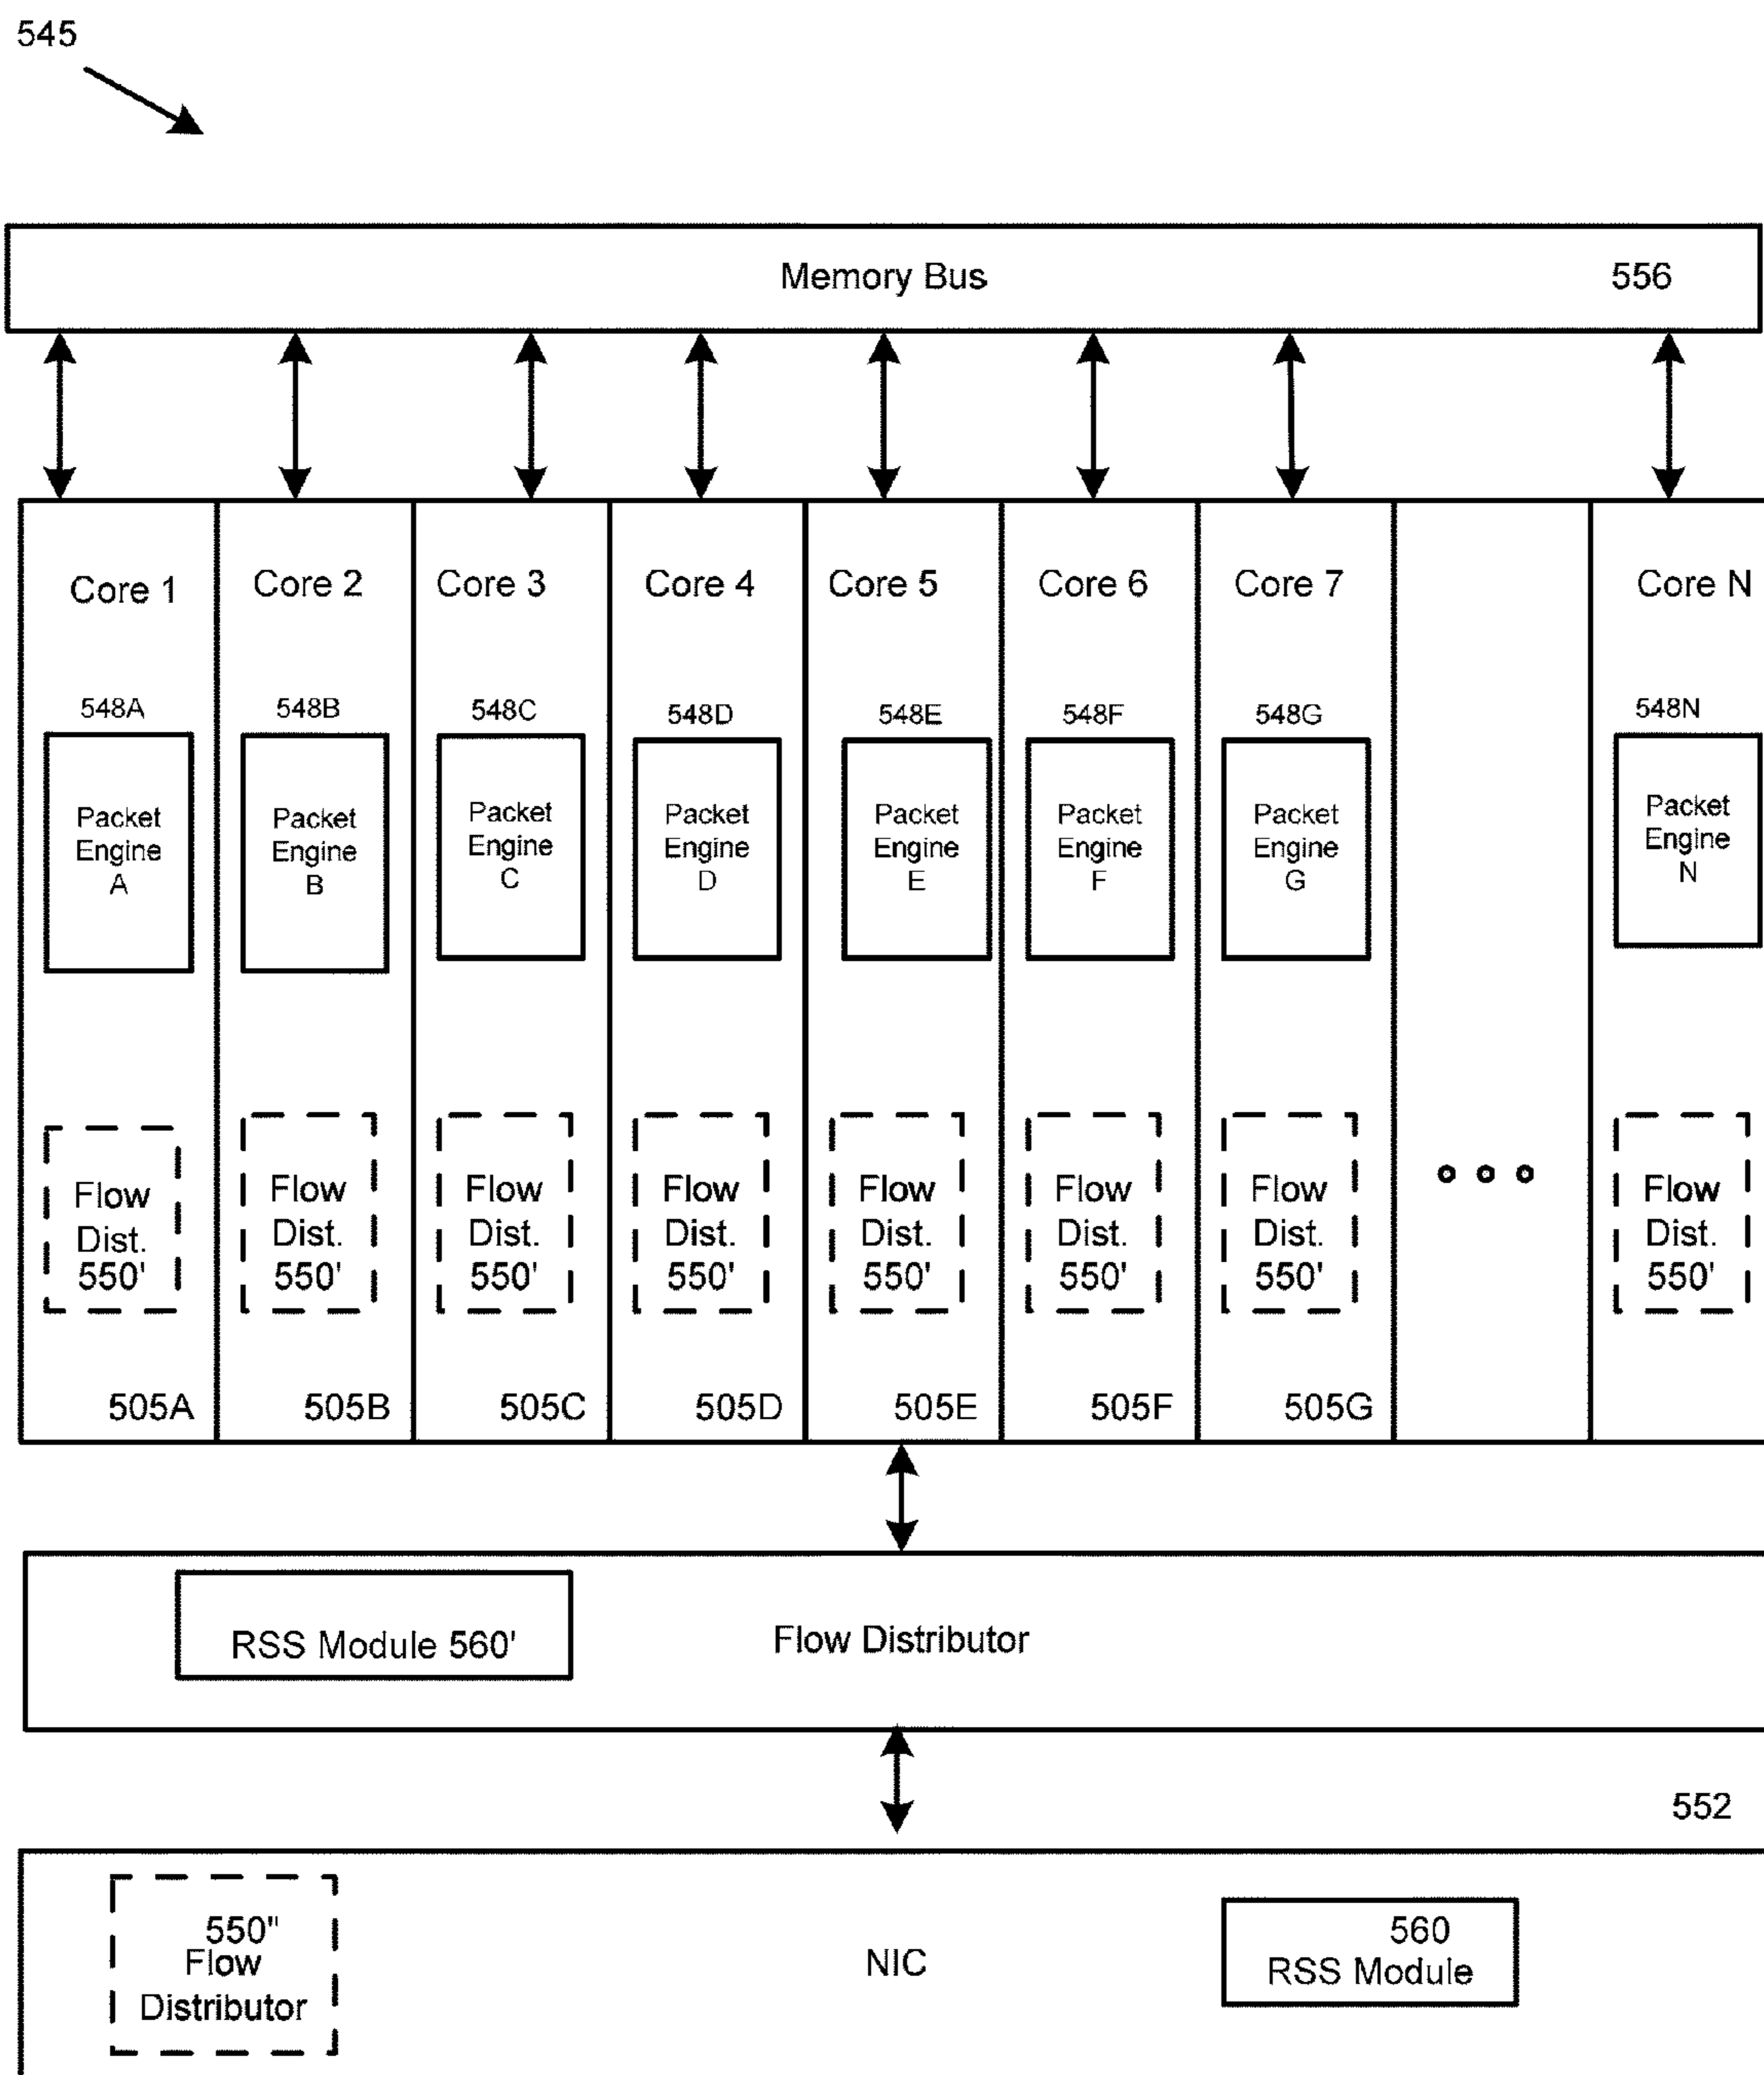 545
Memory Bus 556
Core 1 Core 2 Core 3 Core 4 Core 5 Core 6 Core 7 Core N
548A 548B 548C 548D 548E 548F 548G 548N
Packet
Engine
A
Packet
Engine
B
Packet
Engine
C
Packet
Engine
D
Packet
Engine
E
Packet
Engine
F
Packet
Engine
G
Packet
Engine
N
Flow
Dist.
550'
Flow
Dist.
550'
Flow
Dist.
550'
Flow
Dist.
550'
Flow
Dist.
550'
Flow
Dist.
550'
Flow
Dist.
550'
Flow
Dist.
550'
505A 505B 505C 505D 505E 505F 505G
RSS Module 560' Flow Distributor
552
550"
Flow
Distributor
NIC
560
RSS Module